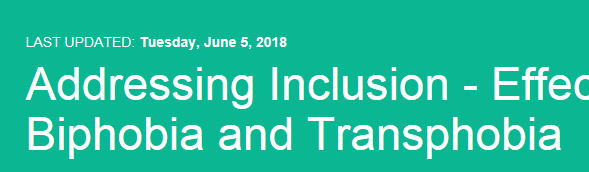 LAST UPDATED: Tuesday, June 5, 2018
Addressing Inclusion - Effec
Biphobia and Transphobia